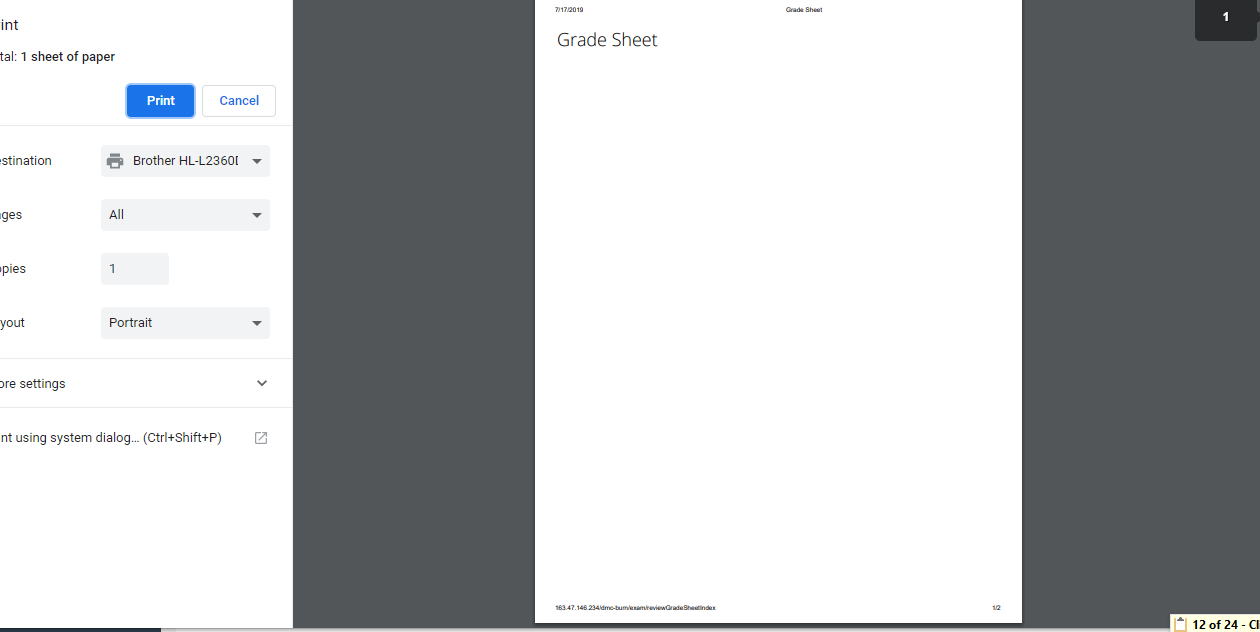 int
tal: 1 sheet of paper
Print
Cancel
estination
Brother HL-L2360D
ges
All
opies
1
yout
Portrait
ore settings
nt using system dialog... (Ctrl+Shift+P)
7/17/2019
Grade Sheet
Grade Sheet
163.47.146.234/dmc-bum/exam/reviewGradeSheetIndex
1/2
1
12 of 24 - Cl